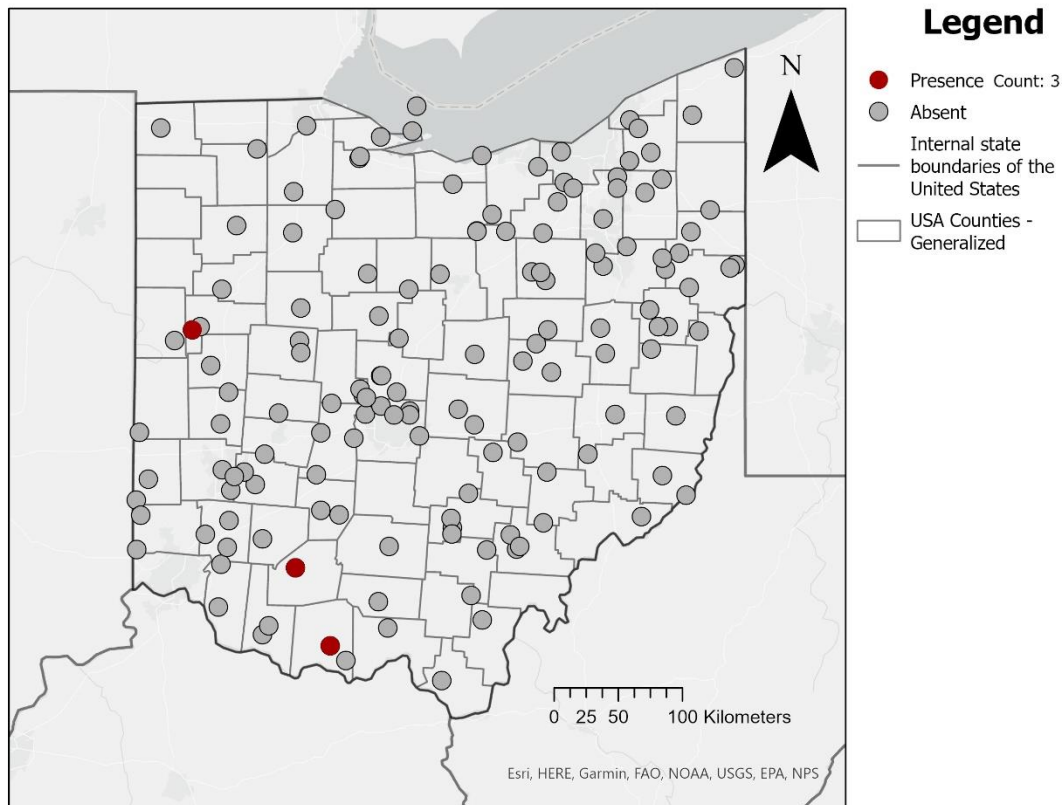 Legend
Presence Count: 3
Absent
Internal state
boundaries of the
United States
USA Counties -
Generalized
N
0 25 50 100 Kilometers
Esri, HERE, Garmin, FAO, NOAA, USGS, EPA, NPS